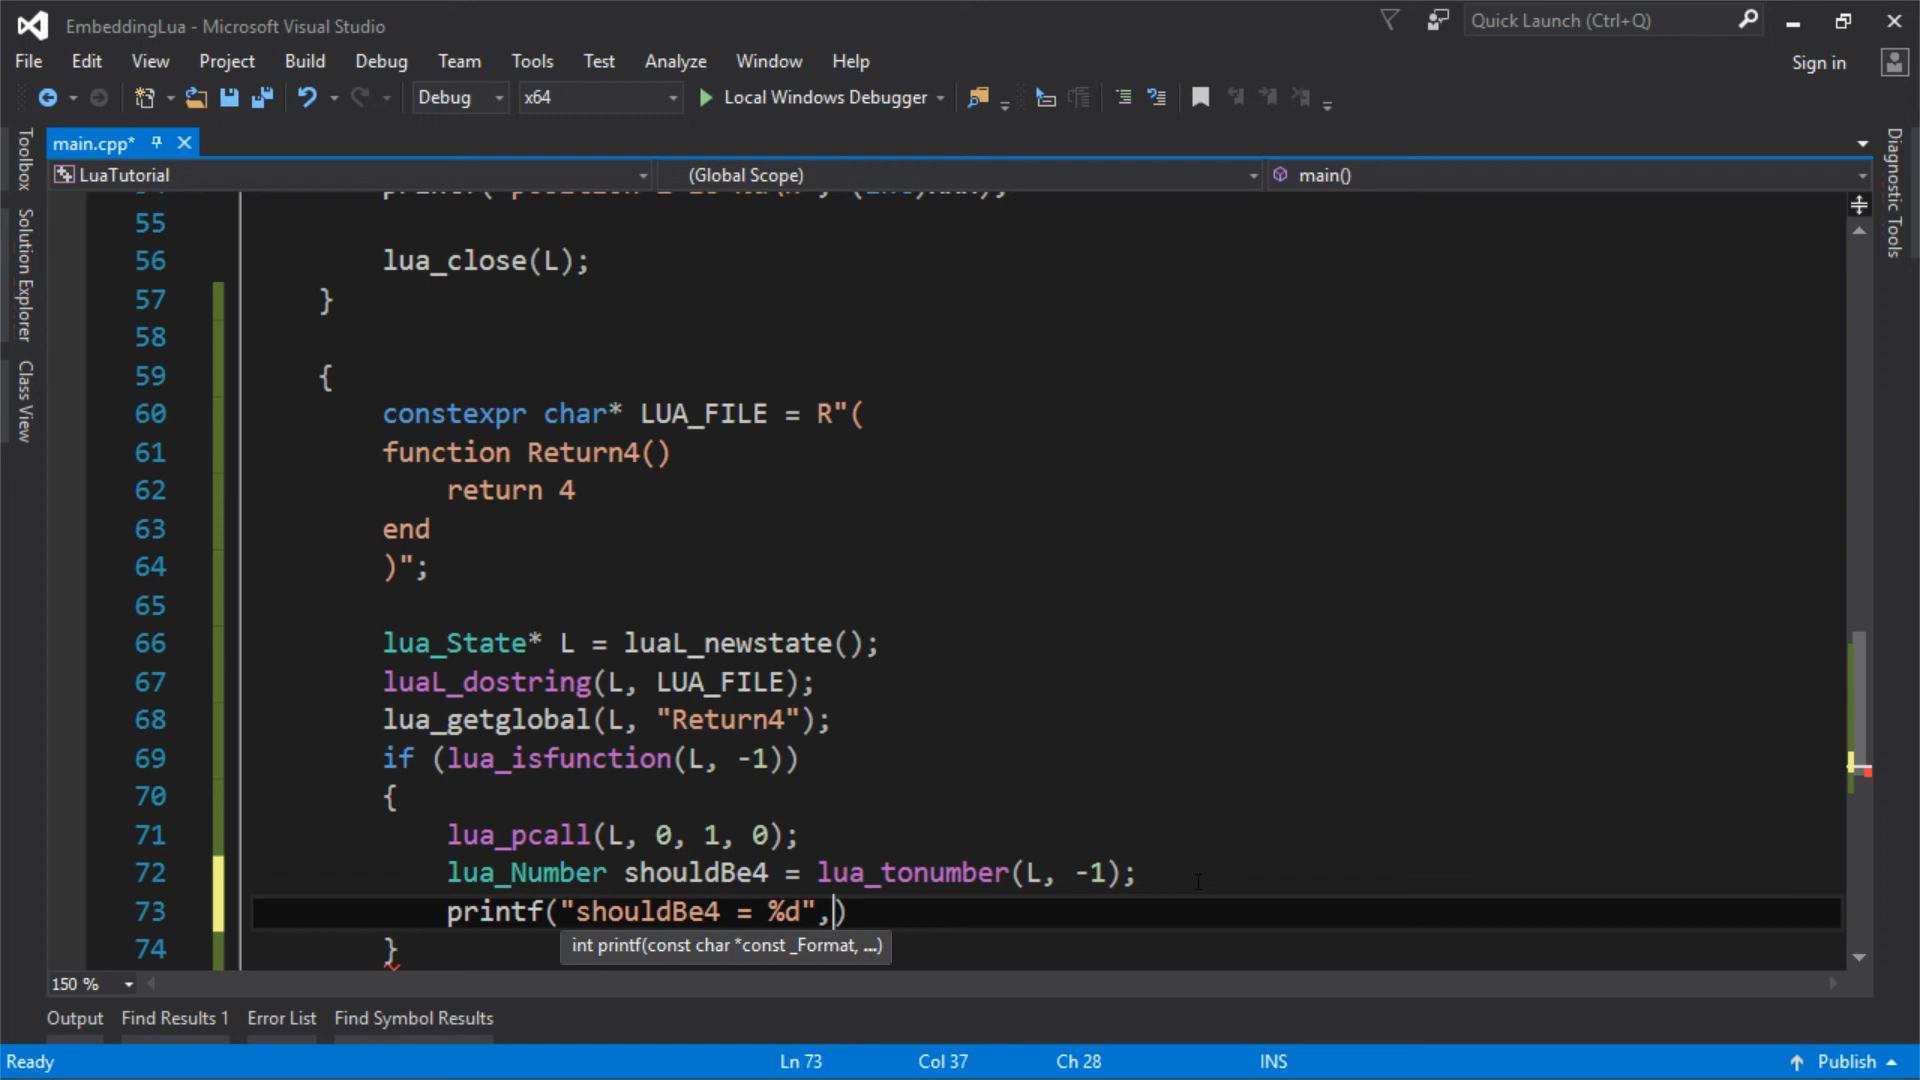 EmbeddingLua - Microsoft Visual Studio
Quick Launch (Ctrl+Q)
File Edit View Project Build Debug Team Tools Test Analyze Window Help
Sign in
Debug x64 Local Windows Debugger
Toolbox
Solution Explorer
Class View
Diagnostic Tools
main.cpp*
LuaTutorial (Global Scope) main()
55
56 lua_close(L);
57 }
58
59 {
60 constexpr char* LUA_FILE = R"(
61 function Return4()
62 return 4
63 end
64 )";
65
66 lua_State* L = luaL_newstate();
67 luaL_dostring(L, LUA_FILE);
68 lua_getglobal(L, "Return4");
69 if (lua_isfunction(L, -1))
70 {
71 lua_pcall(L, 0, 1, 0);
72 lua_Number shouldBe4 = lua_tonumber(L, -1);
73 printf("shouldBe4 = %d",)
int printf(const char *const _Format, ...)
74 }
150 %
Output Find Results 1 Error List Find Symbol Results
Ready Ln 73 Col 37 Ch 28 INS Publish